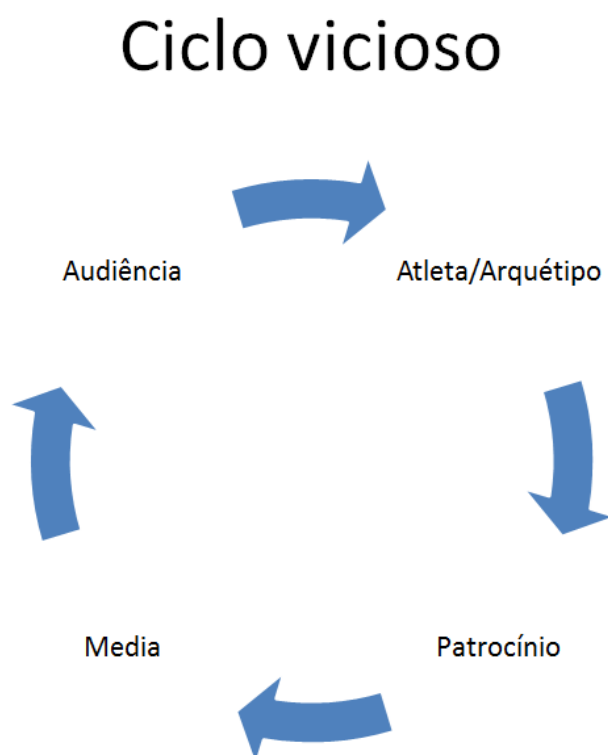 Ciclo vicioso
Audiência
Atleta/Arquétipo
Media
Patrocínio